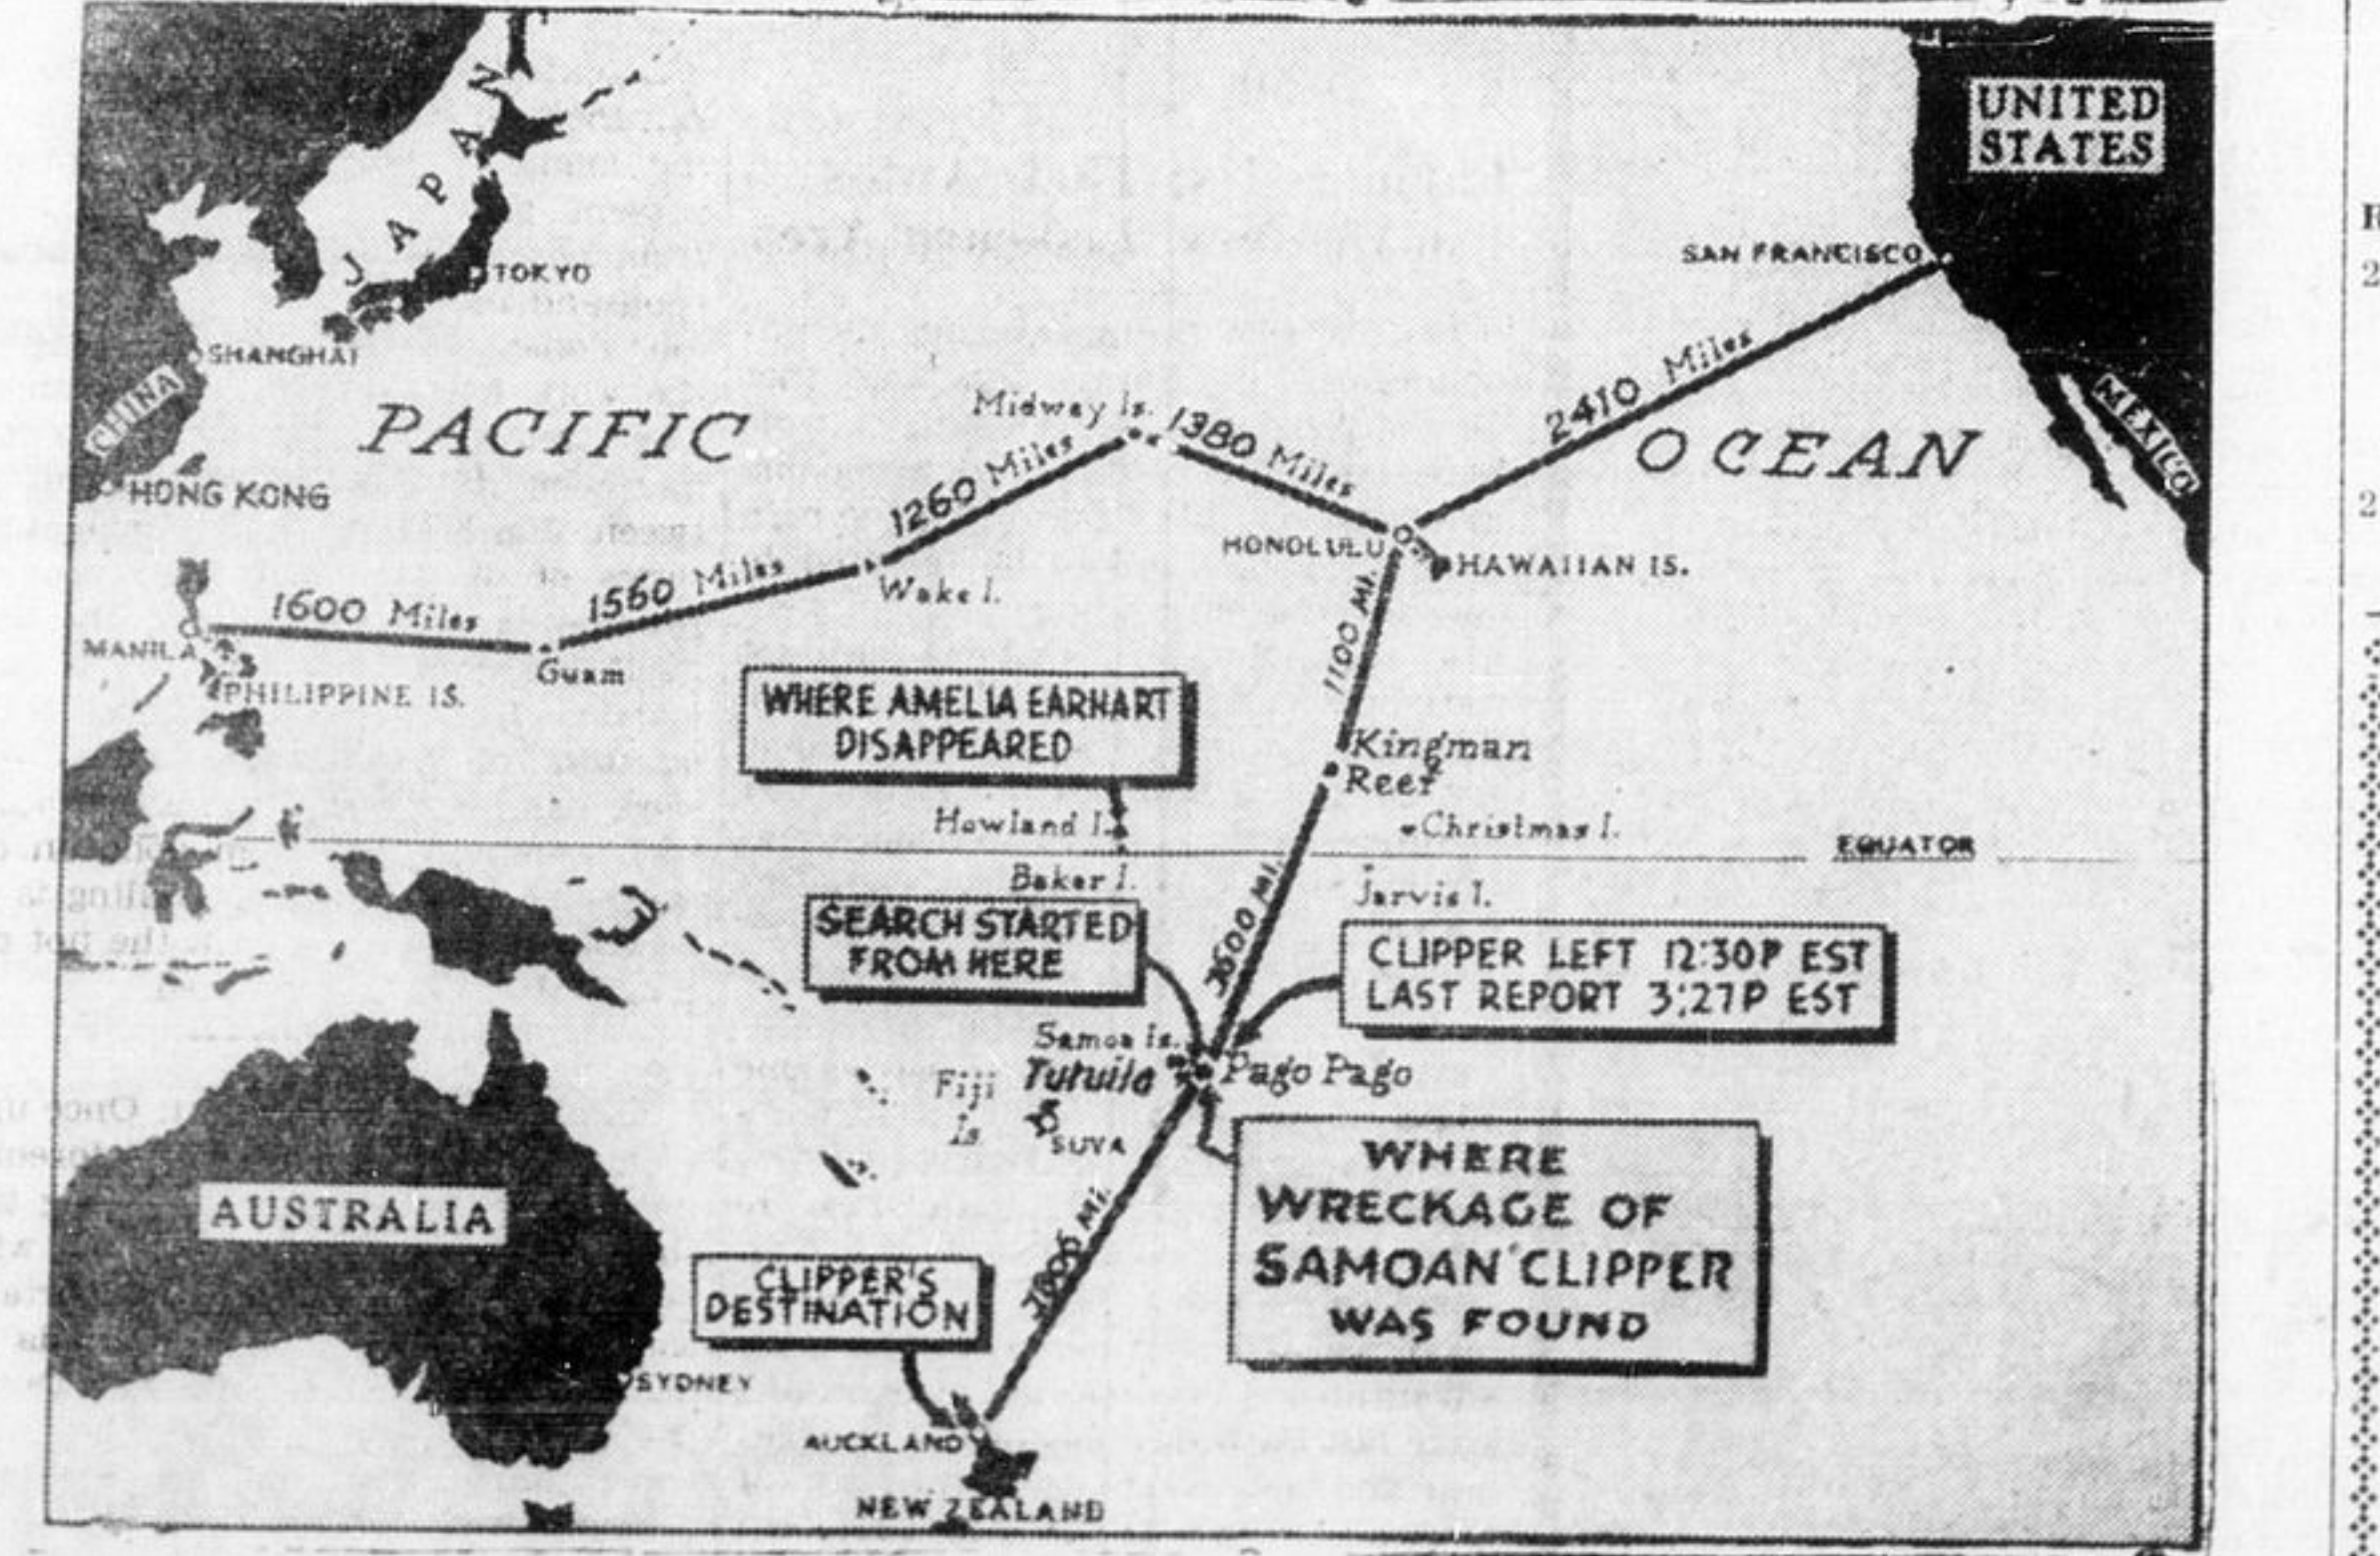 UNITED
STATES
JAPAN
SAN FRANCISCO
TOKYO
SHANGHAI
CHINA
MEXICO
2410 Miles
Midway Is.
1380 Miles
PACIFIC
OCEAN
HONG KONG
1260 Miles
HONOLULU
HAWAIIAN IS.
1560 Miles
Wake I.
1600 Miles
MANILA
Guam
PHILIPPINE IS.
1100 MI.
WHERE AMELIA EARHART
DISAPPEARED
Kingman
Reef
Howland I.
Christmas I.
EQUATOR
Baker I.
Jarvis I.
SEARCH STARTED
FROM HERE
CLIPPER LEFT 12:30P EST
LAST REPORT 3:27P EST
Samoa Is.
Tutuila
Pago Pago
Fiji
Is.
SUVA
WHERE
WRECKAGE OF
SAMOAN CLIPPER
WAS FOUND
AUSTRALIA
CLIPPER'S
DESTINATION
SYDNEY
AUCKLAND
NEW ZEALAND